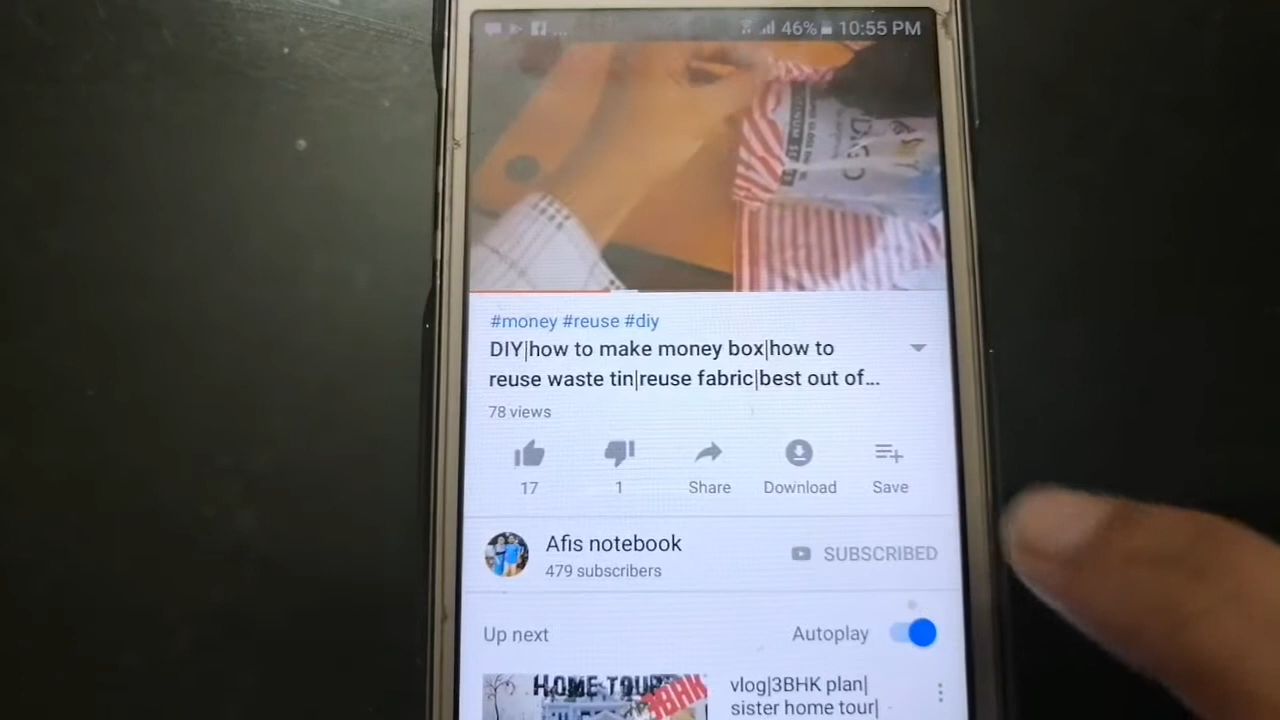 46% 10:55 PM
#money #reuse #diy
DIY|how to make money box|how to
reuse waste tin|reuse fabric|best out of...
78 views
17
1
Share
Download
Save
Afis notebook
479 subscribers
SUBSCRIBED
Up next
Autoplay
HOME TOUR
3BHK
vlog|3BHK plan|
sister home tour|